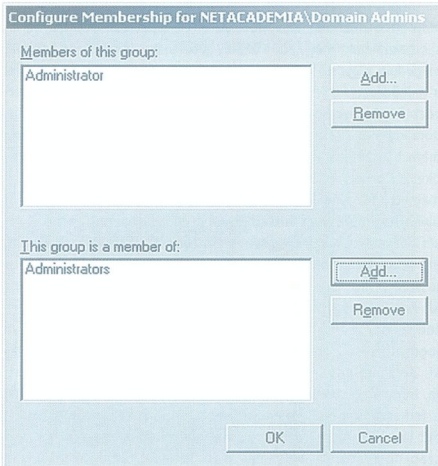 Configure Membership for NETACADEMIA\Domain Admins
Members of this group:
Administrator
Add...
Remove
This group is a member of:
Administrators
Add...
Remove
OK
Cancel